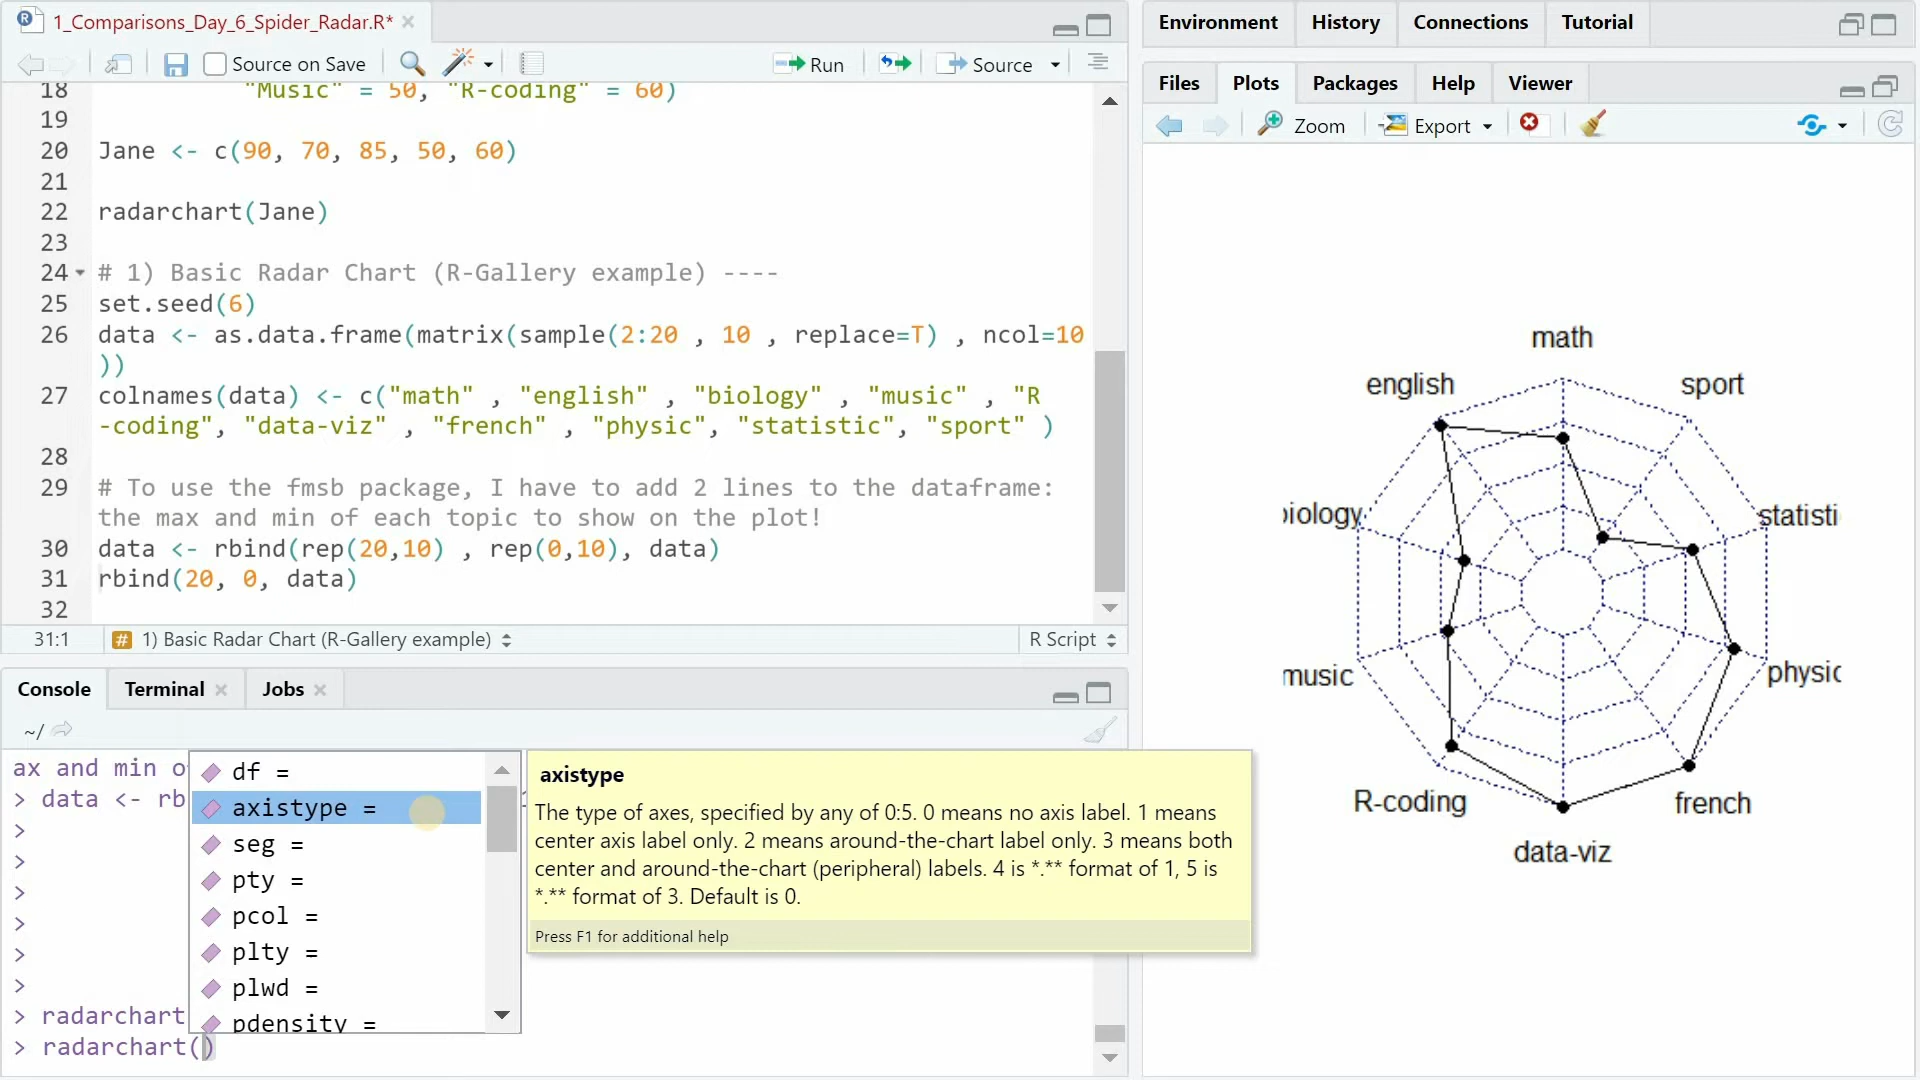 1_Comparisons_Day_6_Spider_Radar.R*
Source on Save
Run
Source
18 "Music" = 50, "R-coding" = 60)
19
20 Jane <- c(90, 70, 85, 50, 60)
21
22 radarchart(Jane)
23
24 # 1) Basic Radar Chart (R-Gallery example) ----
25 set.seed(6)
26 data <- as.data.frame(matrix(sample(2:20 , 10 , replace=T) , ncol=10
))
27 colnames(data) <- c("math" , "english" , "biology" , "music" , "R
-coding", "data-viz" , "french" , "physic", "statistic", "sport" )
28
29 # To use the fmsb package, I have to add 2 lines to the dataframe:
the max and min of each topic to show on the plot!
30 data <- rbind(rep(20,10) , rep(0,10), data)
31 rbind(20, 0, data)
32
31:1 # 1) Basic Radar Chart (R-Gallery example) R Script
Console Terminal Jobs
~/
ax and min o
> data <- rb
>
>
>
>
>
>
> radarchart
> radarchart()
df =
axistype =
seg =
pty =
pcol =
plty =
plwd =
pdensity =
axistype
The type of axes, specified by any of 0:5. 0 means no axis label. 1 means
center axis label only. 2 means around-the-chart label only. 3 means both
center and around-the-chart (peripheral) labels. 4 is *.** format of 1, 5 is
*.** format of 3. Default is 0.
Press F1 for additional help
Environment History Connections Tutorial
Files Plots Packages Help Viewer
Zoom Export
math
english sport
iology statisti
music physic
R-coding french
data-viz